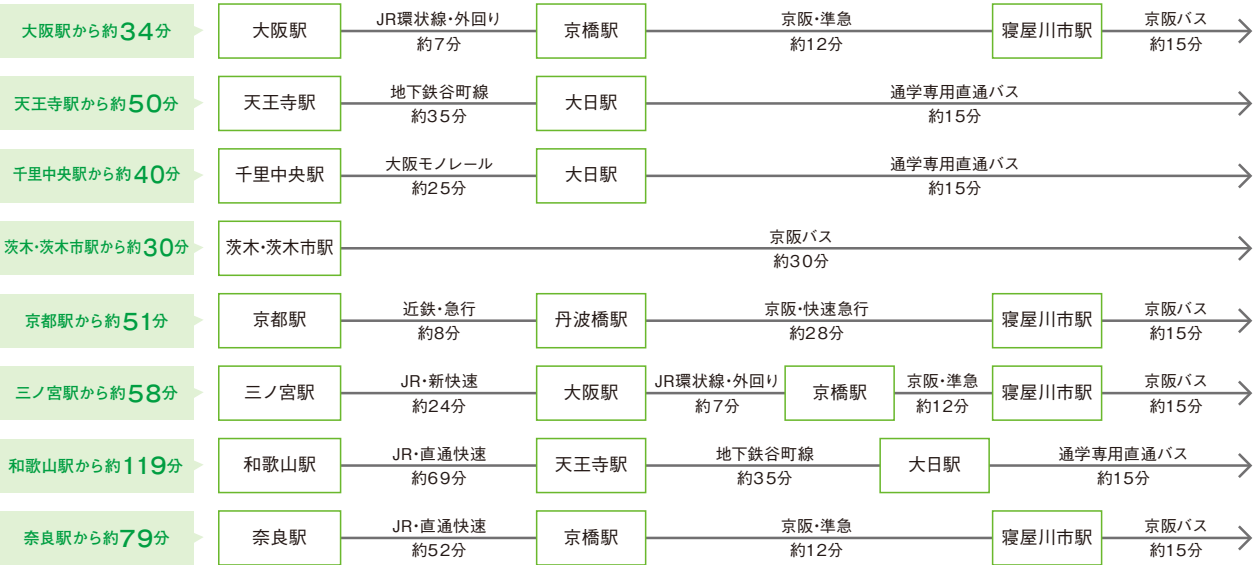 大阪駅から約34分 大阪駅 JR環状線・外回り 約7分 京橋駅 京阪・準急 約12分 寝屋川市駅 京阪バス 約15分
天王寺駅から約50分 天王寺駅 地下鉄谷町線 約35分 大日駅 通学専用直通バス 約15分
千里中央駅から約40分 千里中央駅 大阪モノレール 約25分 大日駅 通学専用直通バス 約15分
茨木・茨木市駅から約30分 茨木・茨木市駅 京阪バス 約30分
京都駅から約51分 京都駅 近鉄・急行 約8分 丹波橋駅 京阪・快速急行 約28分 寝屋川市駅 京阪バス 約15分
三ノ宮駅から約58分 三ノ宮駅 JR・新快速 約24分 大阪駅 JR環状線・外回り 約7分 京橋駅 京阪・準急 約12分 寝屋川市駅 京阪バス 約15分
和歌山駅から約119分 和歌山駅 JR・直通快速 約69分 天王寺駅 地下鉄谷町線 約35分 大日駅 通学専用直通バス 約15分
奈良駅から約79分 奈良駅 JR・直通快速 約52分 京橋駅 京阪・準急 約12分 寝屋川市駅 京阪バス 約15分